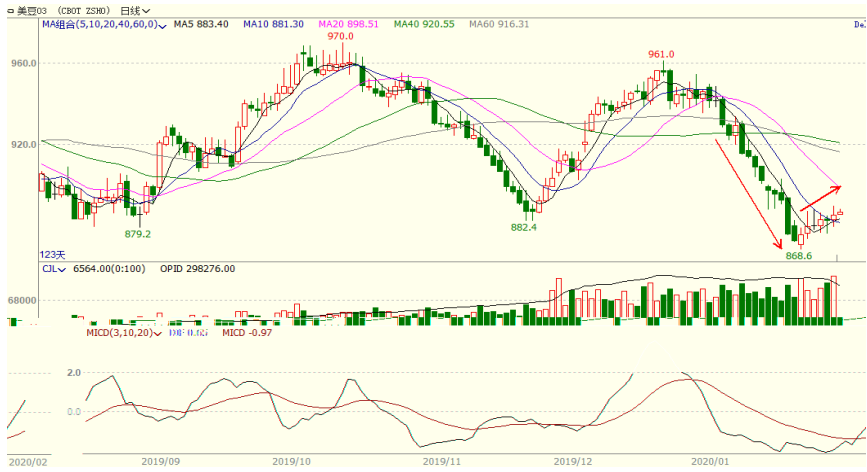 美豆03 (CBOT ZSH0) 日线
MA组合(5,10,20,40,60,0) MA5 883.40 MA10 881.30 MA20 898.51 MA40 920.55 MA60 916.31
970.0
961.0
960.0
920.0
879.2
882.4
868.6
123天
CJL 6564.00(0:100) OPID 298276.00
68000
MICD(3,10,20) MICD -0.97
2.0
0.0
2020/02 2019/09 2019/10 2019/11 2019/12 2020/01